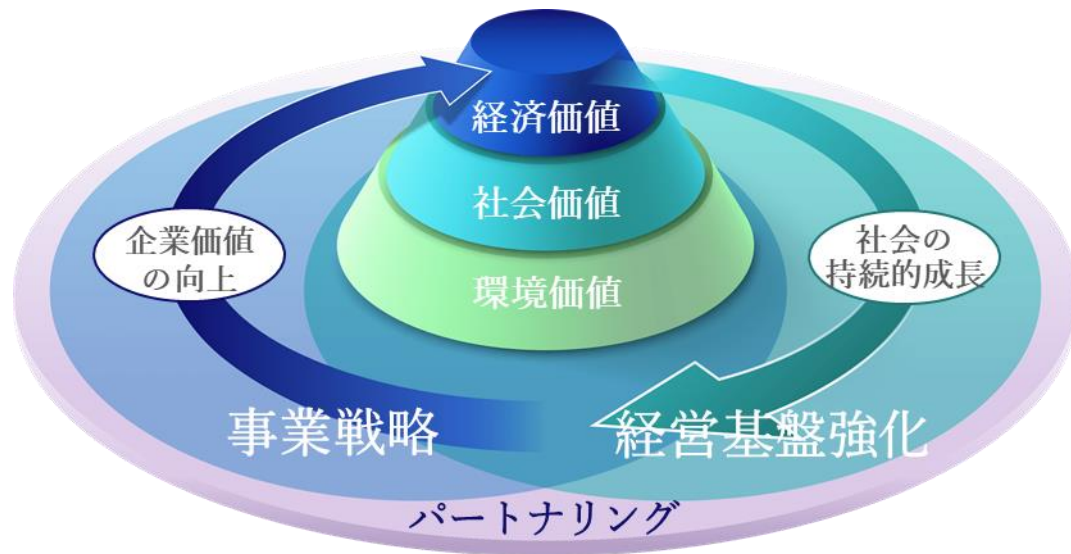 経済価値
社会価値
環境価値
企業価値
の向上
社会の
持続的成長
事業戦略
経営基盤強化
パートナリング